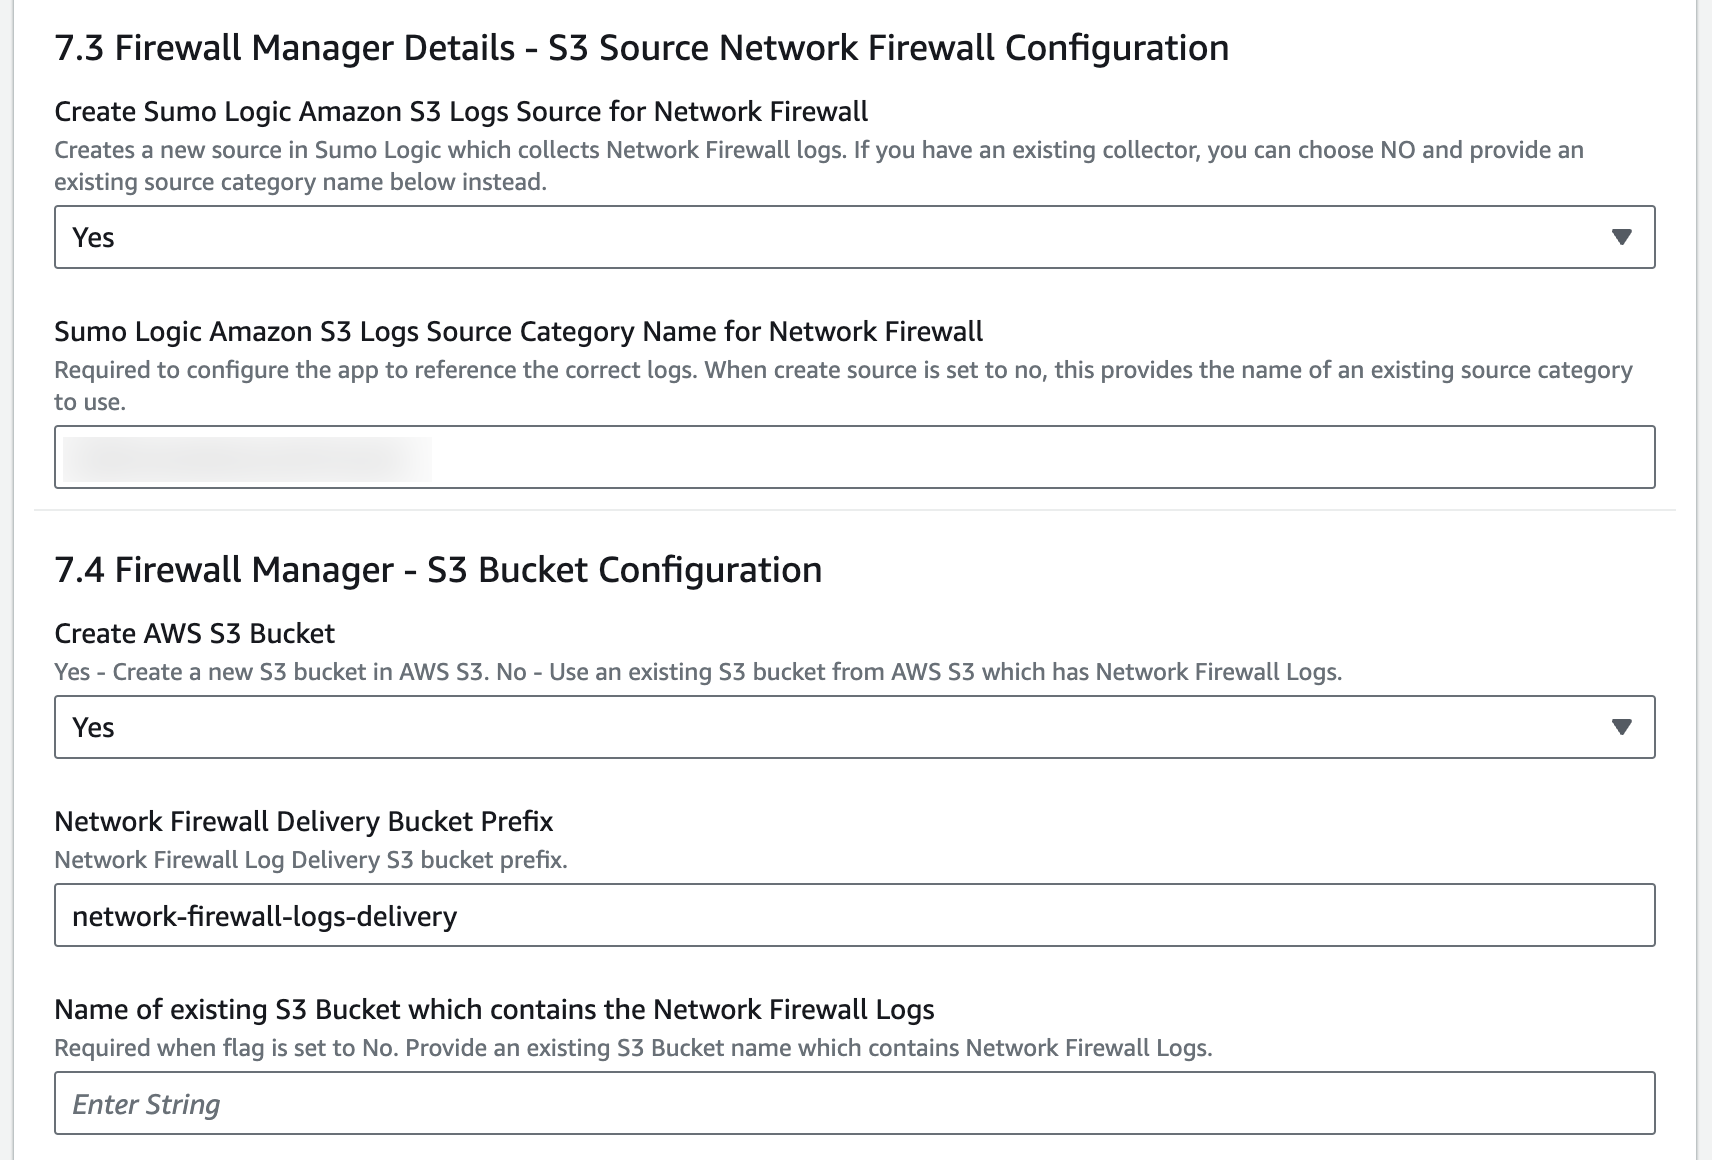 7.3 Firewall Manager Details - S3 Source Network Firewall Configuration
Create Sumo Logic Amazon S3 Logs Source for Network Firewall
Creates a new source in Sumo Logic which collects Network Firewall logs. If you have an existing collector, you can choose NO and provide an
existing source category name below instead.
Yes
Sumo Logic Amazon S3 Logs Source Category Name for Network Firewall
Required to configure the app to reference the correct logs. When create source is set to no, this provides the name of an existing source category
to use.
7.4 Firewall Manager - S3 Bucket Configuration
Create AWS S3 Bucket
Yes - Create a new S3 bucket in AWS S3. No - Use an existing S3 bucket from AWS S3 which has Network Firewall Logs.
Yes
Network Firewall Delivery Bucket Prefix
Network Firewall Log Delivery S3 bucket prefix.
network-firewall-logs-delivery
Name of existing S3 Bucket which contains the Network Firewall Logs
Required when flag is set to No. Provide an existing S3 Bucket name which contains Network Firewall Logs.
Enter String